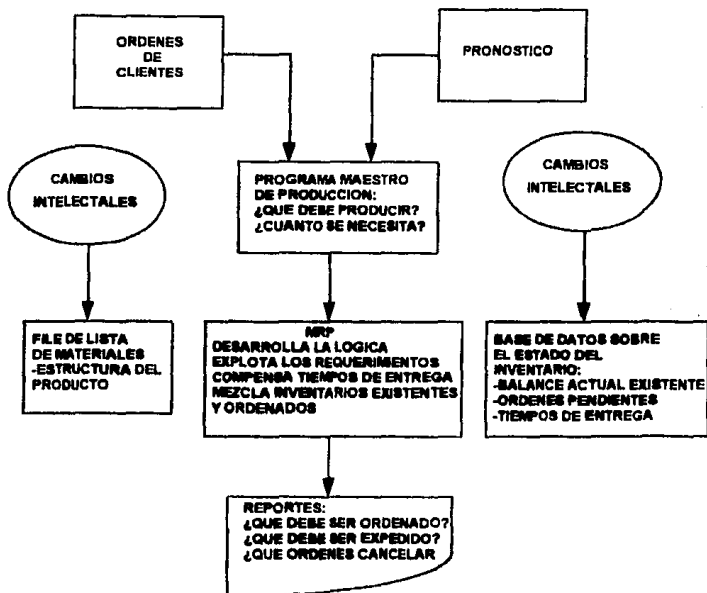 ORDENES
DE
CLIENTES
PRONOSTICO
CAMBIOS
INTELECTALES
PROGRAMA MAESTRO
DE PRODUCCION:
¿QUE DEBE PRODUCIR?
¿CUANTO SE NECESITA?
CAMBIOS
INTELECTALES
FILE DE LISTA
DE MATERIALES
-ESTRUCTURA DEL
PRODUCTO
MRP
DESARROLLA LA LOGICA
EXPLOTA LOS REQUERIMENTOS
COMPENSA TIEMPOS DE ENTREGA
MEZCLA INVENTARIOS EXISTENTES
Y ORDENADOS
BASE DE DATOS SOBRE
EL ESTADO DEL
INVENTARIO:
-BALANCE ACTUAL EXISTENTE
-ORDENES PENDIENTES
-TIEMPOS DE ENTREGA
REPORTES:
¿QUE DEBE SER ORDENADO?
¿QUE DEBE SER EXPEDIDO?
¿QUE ORDENES CANCELAR